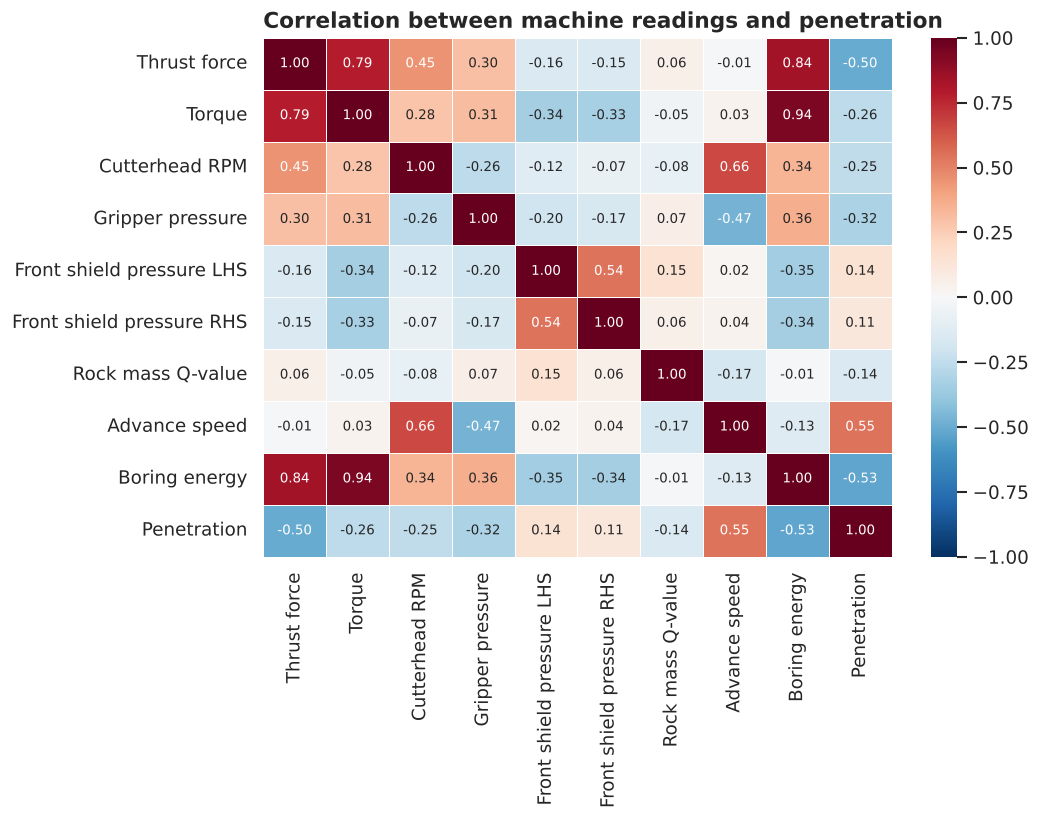 Correlation between machine readings and penetration
Thrust force 1.00 0.79 0.45 0.30 -0.16 -0.15 0.06 -0.01 0.84 -0.50
Torque 0.79 1.00 0.28 0.31 -0.34 -0.33 -0.05 0.03 0.94 -0.26
Cutterhead RPM 0.45 0.28 1.00 -0.26 -0.12 -0.07 -0.08 0.66 0.34 -0.25
Gripper pressure 0.30 0.31 -0.26 1.00 -0.20 -0.17 0.07 -0.47 0.36 -0.32
Front shield pressure LHS -0.16 -0.34 -0.12 -0.20 1.00 0.54 0.15 0.02 -0.35 0.14
Front shield pressure RHS -0.15 -0.33 -0.07 -0.17 0.54 1.00 0.06 0.04 -0.34 0.11
Rock mass Q-value 0.06 -0.05 -0.08 0.07 0.15 0.06 1.00 -0.17 -0.01 -0.14
Advance speed -0.01 0.03 0.66 -0.47 0.02 0.04 -0.17 1.00 -0.13 0.55
Boring energy 0.84 0.94 0.34 0.36 -0.35 -0.34 -0.01 -0.13 1.00 -0.53
Penetration -0.50 -0.26 -0.25 -0.32 0.14 0.11 -0.14 0.55 -0.53 1.00
Thrust force
Torque
Cutterhead RPM
Gripper pressure
Front shield pressure LHS
Front shield pressure RHS
Rock mass Q-value
Advance speed
Boring energy
Penetration
1.00
0.75
0.50
0.25
0.00
−0.25
−0.50
−0.75
−1.00